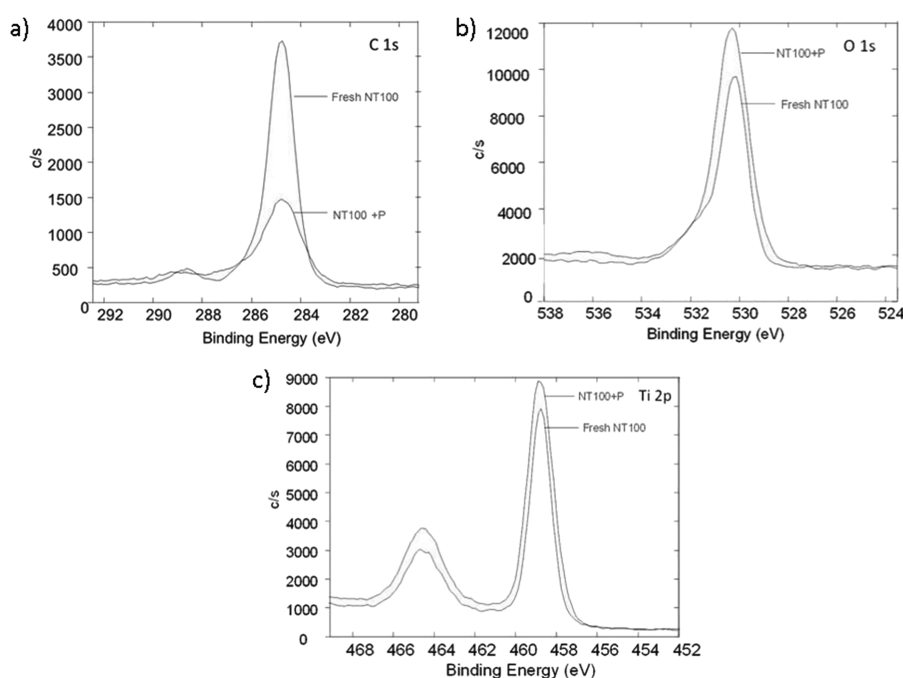 a)
C 1s
4000
3500
3000
2500
2000
1500
1000
500
0
c/s
Fresh NT100
NT100 +P
292 290 288 286 284 282 280
Binding Energy (eV)
b)
O 1s
12000
10000
8000
6000
4000
2000
0
c/s
NT100+P
Fresh NT100
538 536 534 532 530 528 526 524
Binding Energy (eV)
c)
Ti 2p
9000
8000
7000
6000
5000
4000
3000
2000
1000
0
c/s
NT100+P
Fresh NT100
468 466 464 462 460 458 456 454 452
Binding Energy (eV)